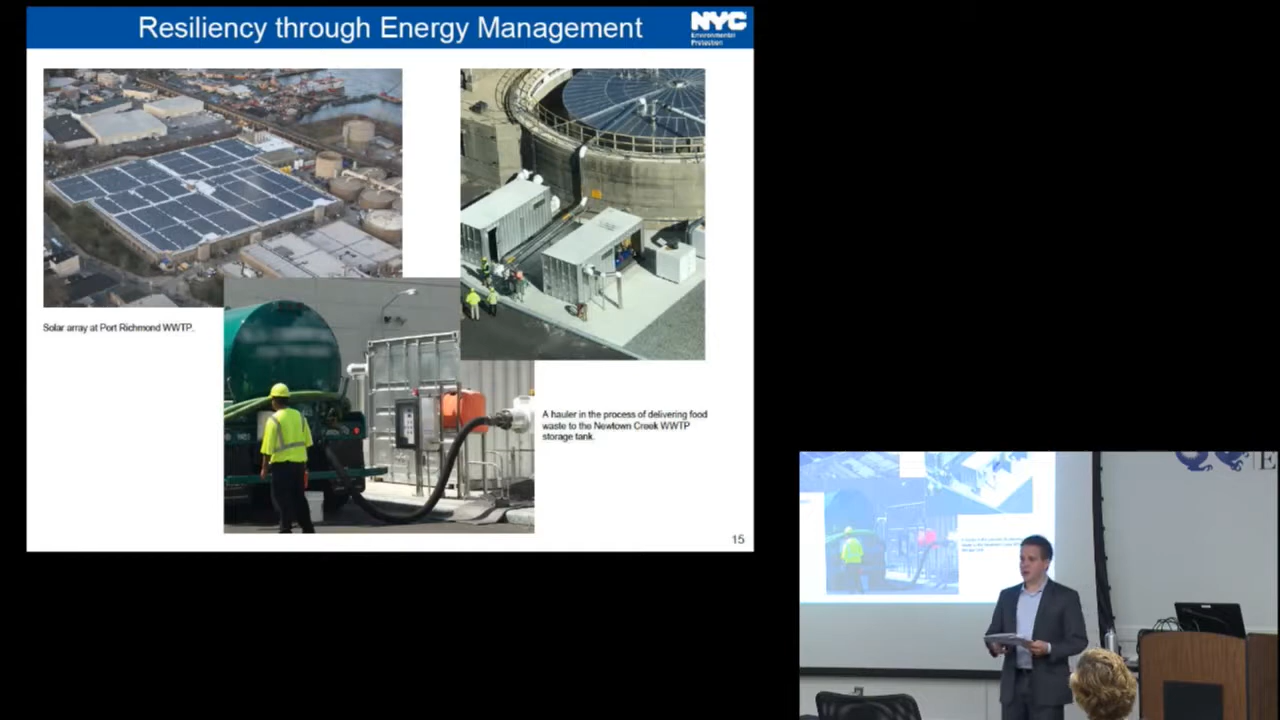 Resiliency through Energy Management
NYC
Environmental
Protection
Solar array at Port Richmond WWTP.
A hauler in the process of delivering food
waste to the Newtown Creek WWTP
storage tank.
15
E